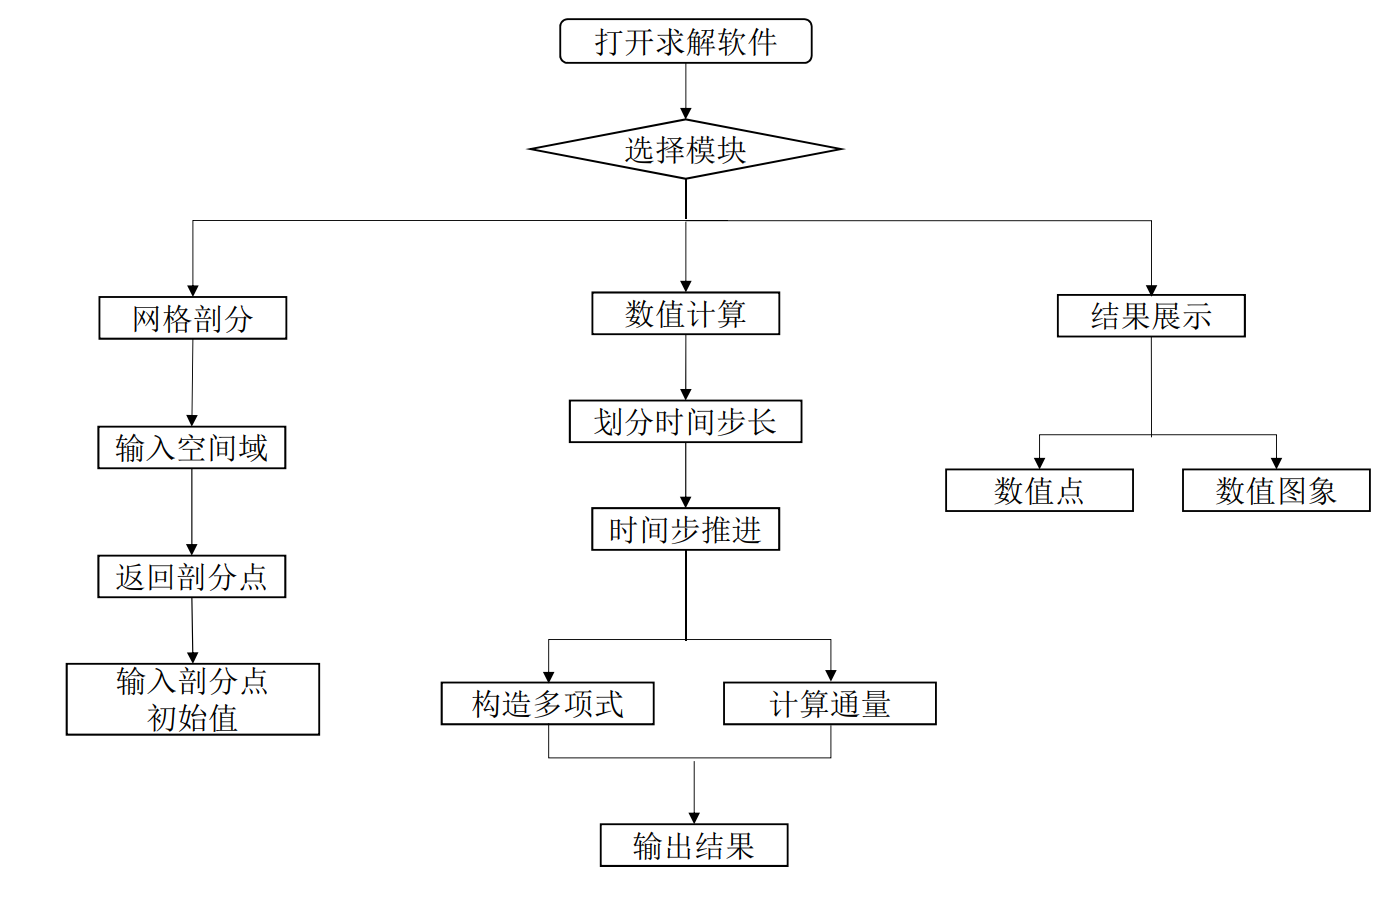 打开求解软件
选择模块
网格剖分
数值计算
结果展示
输入空间域
划分时间步长
数值点
数值图象
返回剖分点
时间步推进
输入剖分点
初始值
构造多项式
计算通量
输出结果